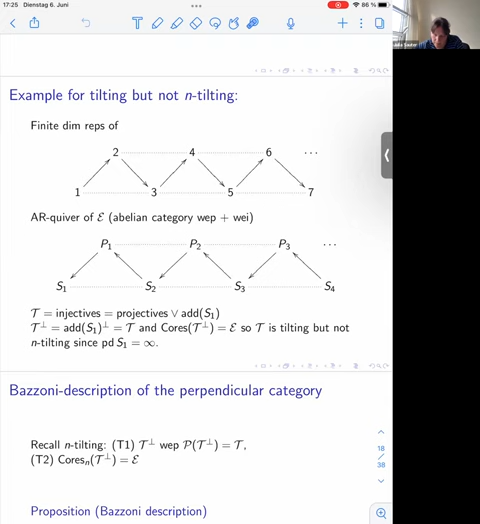 17:25 Dienstag 6. Juni
86 %
Example for tilting but not n-tilting:
Finite dim reps of
2 4 6 ...
1 3 5 7
AR-quiver of ℰ (abelian category wep + wei)
P₁ P₂ P₃ ...
S₁ S₂ S₃ S₄
𝒯 = injectives = projectives ∨ add(S₁)
𝒯^⊥ = add(S₁)^⊥ = 𝒯 and Cores(𝒯^⊥) = ℰ so 𝒯 is tilting but not
n-tilting since pd S₁ = ∞.
Bazzoni-description of the perpendicular category
Recall n-tilting: (T1) 𝒯^⊥ wep 𝒫(𝒯^⊥) = 𝒯,
(T2) Coresₙ(𝒯^⊥) = ℰ
18
/
38
Proposition (Bazzoni description)